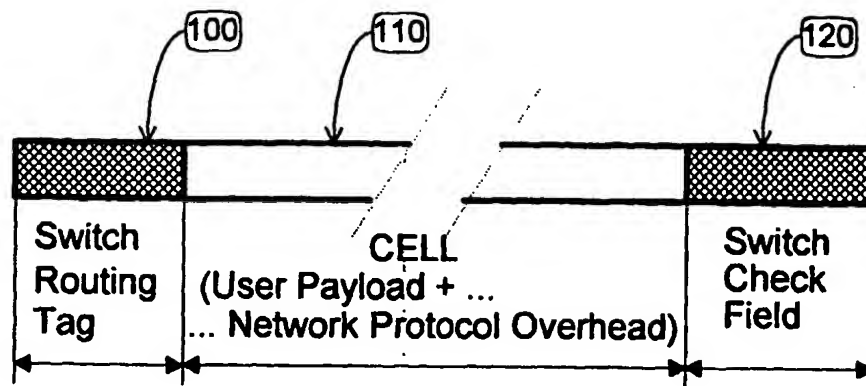 100
110
120
Switch
Routing
Tag
CELL
(User Payload + ...
... Network Protocol Overhead)
Switch
Check
Field